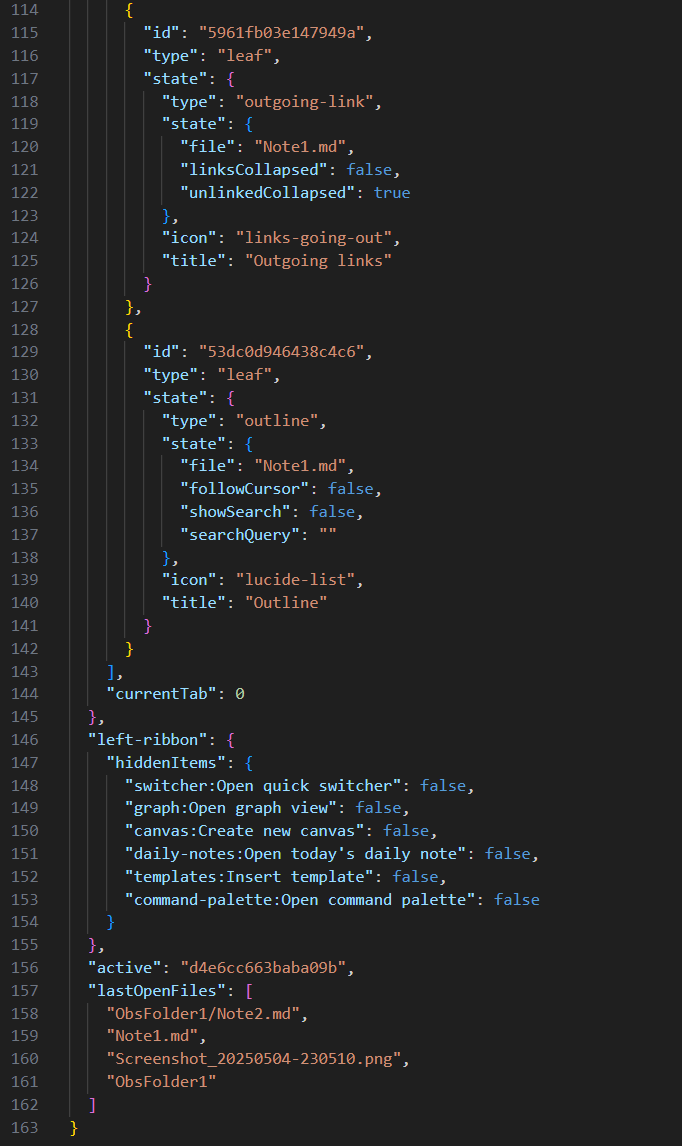 114 {
115 "id": "5961fb03e147949a",
116 "type": "leaf",
117 "state": {
118 "type": "outgoing-link",
119 "state": {
120 "file": "Note1.md",
121 "linksCollapsed": false,
122 "unlinkedCollapsed": true
123 },
124 "icon": "links-going-out",
125 "title": "Outgoing links"
126 }
127 },
128 {
129 "id": "53dc0d946438c4c6",
130 "type": "leaf",
131 "state": {
132 "type": "outline",
133 "state": {
134 "file": "Note1.md",
135 "followCursor": false,
136 "showSearch": false,
137 "searchQuery": ""
138 },
139 "icon": "lucide-list",
140 "title": "Outline"
141 }
142 }
143 ],
144 "currentTab": 0
145 },
146 "left-ribbon": {
147 "hiddenItems": {
148 "switcher:Open quick switcher": false,
149 "graph:Open graph view": false,
150 "canvas:Create new canvas": false,
151 "daily-notes:Open today's daily note": false,
152 "templates:Insert template": false,
153 "command-palette:Open command palette": false
154 }
155 },
156 "active": "d4e6cc663baba09b",
157 "lastOpenFiles": [
158 "ObsFolder1/Note2.md",
159 "Note1.md",
160 "Screenshot_20250504-230510.png",
161 "ObsFolder1"
162 ]
163 }